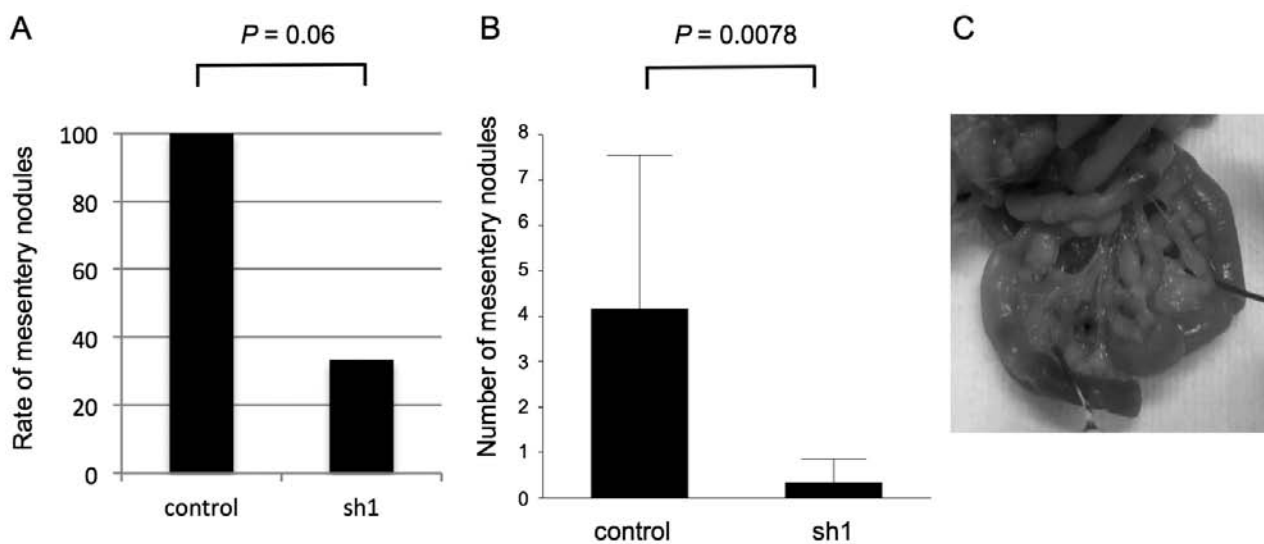 A
P = 0.06
Rate of mesentery nodules
100
80
60
40
20
0
control
sh1
B
P = 0.0078
Number of mesentery nodules
8
7
6
5
4
3
2
1
0
control
sh1
C